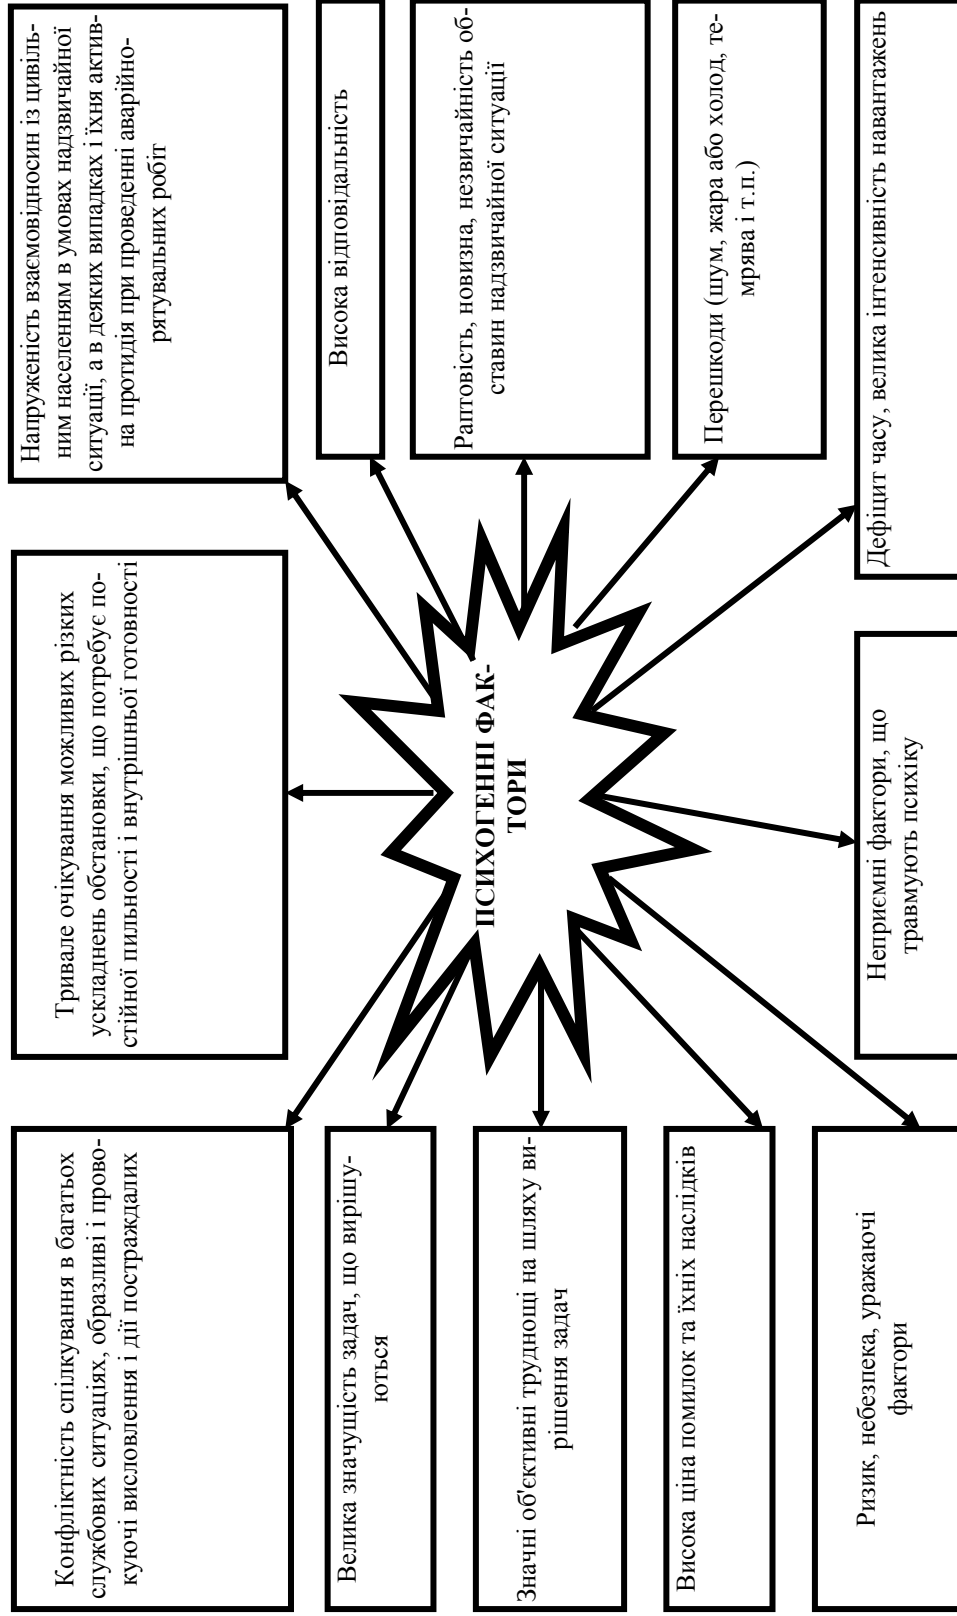 Конфліктність спілкування в багатьох
службових ситуаціях, образливі і прово-
куючі висловлення і дії постраждалих
Тривале очікування можливих різких
ускладнень обстановки, що потребує по-
стійної пильності і внутрішньої готовності
Напруженість взаємовідносин із цивіль-
ним населенням в умовах надзвичайної
ситуації, а в деяких випадках і їхня актив-
на протидія при проведенні аварійно-
рятувальних робіт
Велика значущість задач, що вирішу-
ються
Висока відповідальність
Значні об'єктивні труднощі на шляху ви-
рішення задач
ПСИХОГЕННІ ФАК-
ТОРИ
Раптовість, новизна, незвичайність об-
ставин надзвичайної ситуації
Висока ціна помилок та їхніх наслідків
Перешкоди (шум, жара або холод, те-
мрява і т.п.)
Ризик, небезпека, уражаючі
фактори
Неприємні фактори, що
травмують психіку
Дефіцит часу, велика інтенсивність навантажень